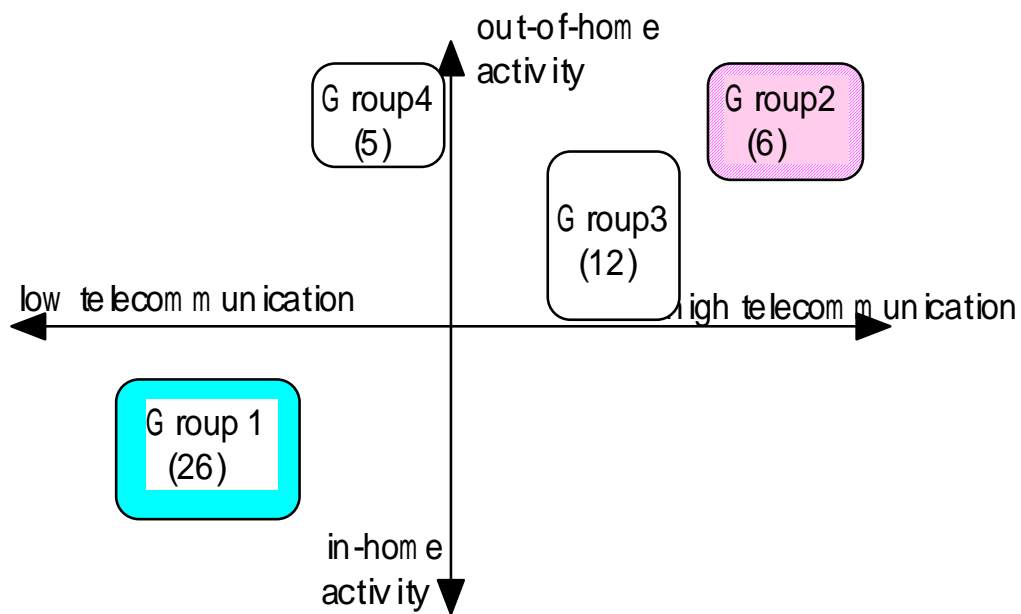 out-of-home
activity
Group4
(5)
Group2
(6)
Group3
(12)
low telecommunication
high telecommunication
Group 1
(26)
in-home
activity